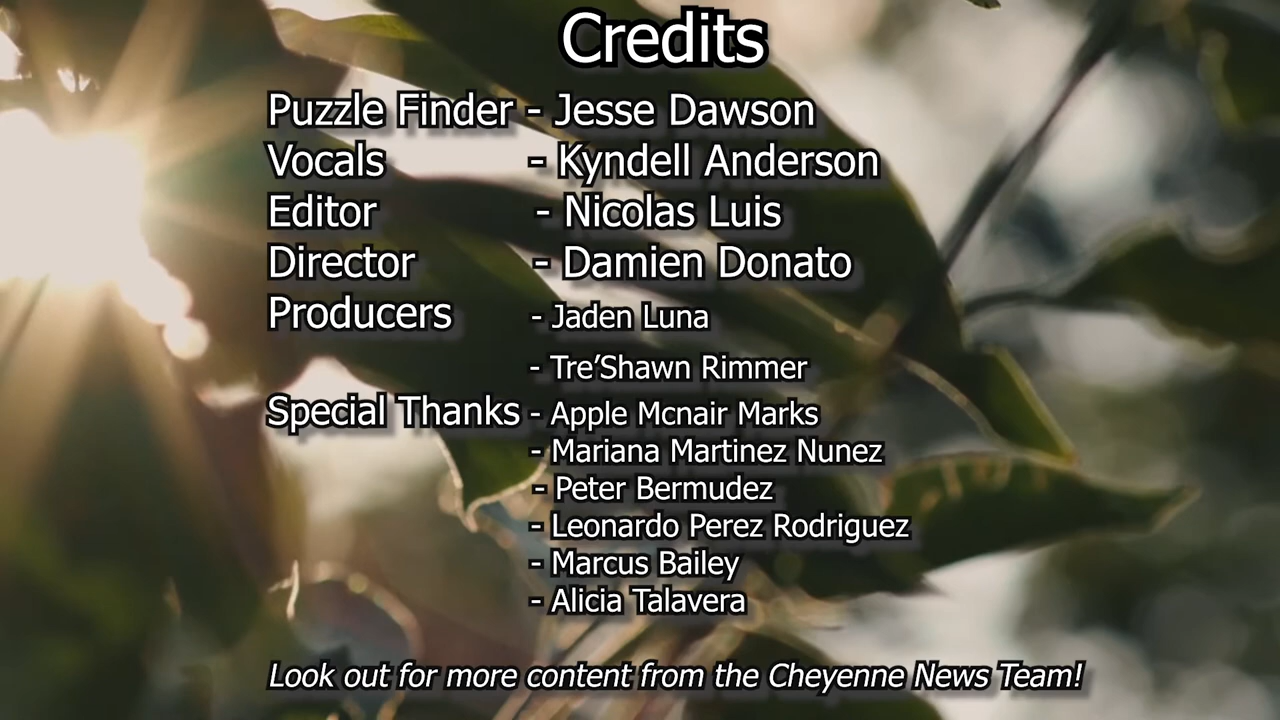 Credits
Puzzle Finder - Jesse Dawson
Vocals - Kyndell Anderson
Editor - Nicolas Luis
Director - Damien Donato
Producers - Jaden Luna
- Tre’Shawn Rimmer
Special Thanks - Apple Mcnair Marks
- Mariana Martinez Nunez
- Peter Bermudez
- Leonardo Perez Rodriguez
- Marcus Bailey
- Alicia Talavera
Look out for more content from the Cheyenne News Team!